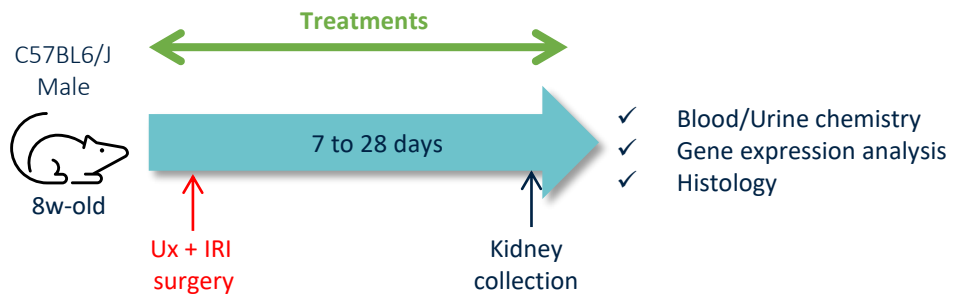 Treatments
C57BL6/J
Male
8w-old
7 to 28 days
Ux + IRI
surgery
Kidney
collection
✓ Blood/Urine chemistry
✓ Gene expression analysis
✓ Histology